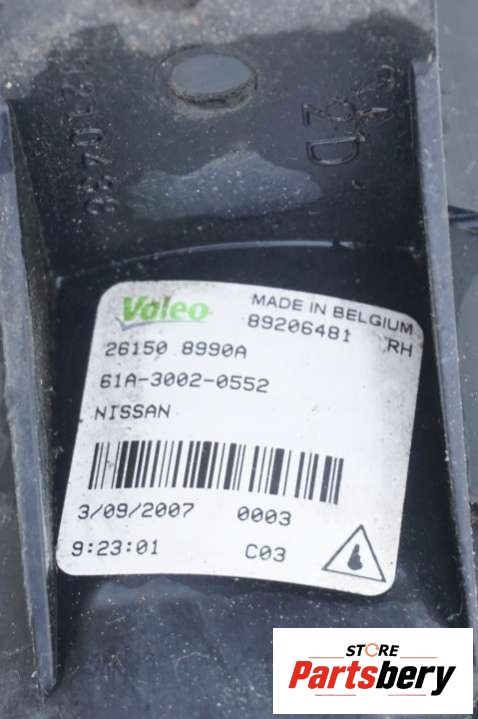 2D
Valeo
MADE IN BELGIUM
89206481 RH
26150 8990A
61A-3002-0552
NISSAN
3/09/2007 0003
9:23:01 C03
STORE
Partsbery